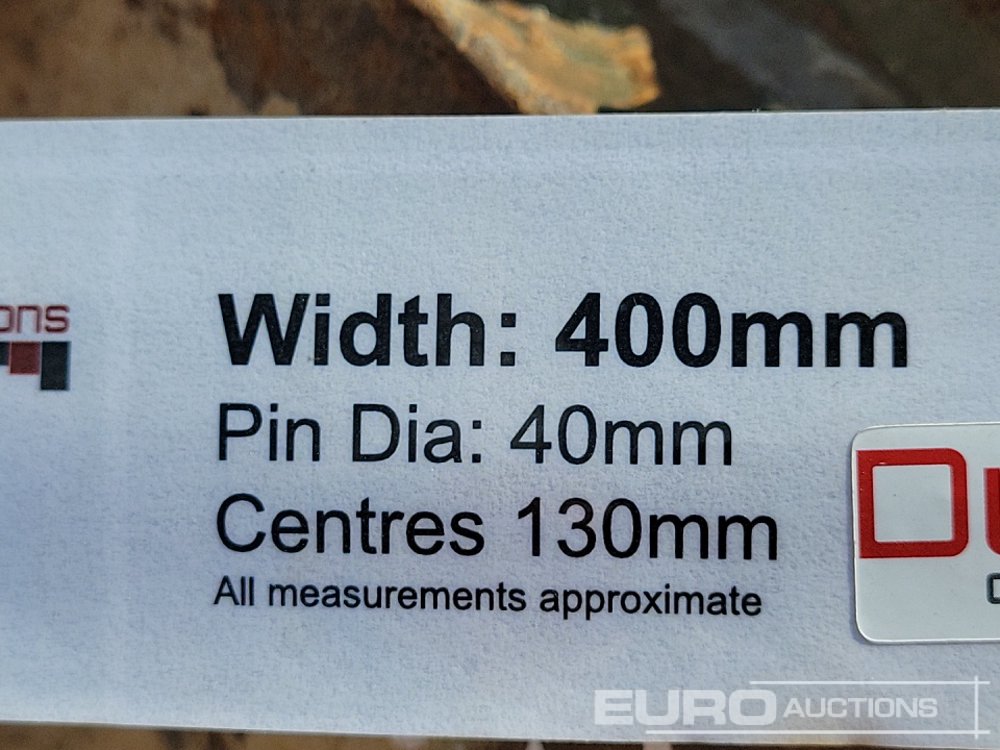 ons
Width: 400mm
Pin Dia: 40mm
Centres 130mm
All measurements approximate
EURO AUCTIONS